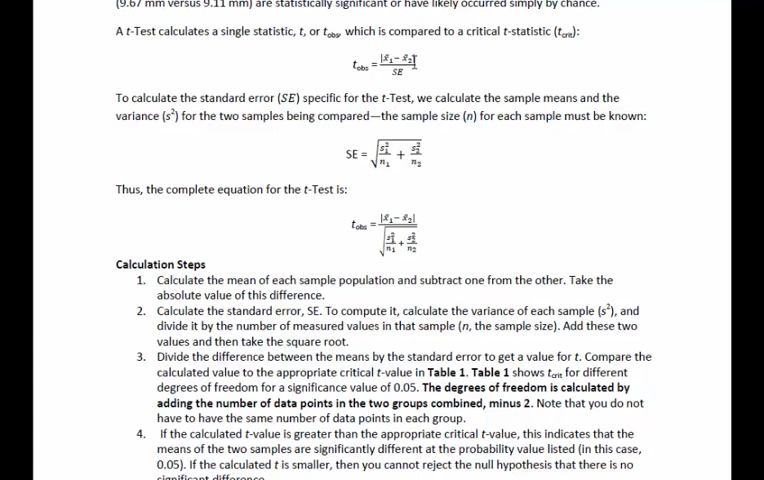 (9.67 mm versus 9.11 mm) are statistically significant or have likely occurred simply by chance.
A t-Test calculates a single statistic, t, or tobs, which is compared to a critical t-statistic (tcrit):
tobs = |x̄1− x̄2| / SE
To calculate the standard error (SE) specific for the t-Test, we calculate the sample means and the
variance (s²) for the two samples being compared—the sample size (n) for each sample must be known:
SE = √(s₁²/n₁ + s₂²/n₂)
Thus, the complete equation for the t-Test is:
tobs = |x̄1− x̄2| / √(s₁²/n₁ + s₂²/n₂)
Calculation Steps
1. Calculate the mean of each sample population and subtract one from the other. Take the
absolute value of this difference.
2. Calculate the standard error, SE. To compute it, calculate the variance of each sample (s²), and
divide it by the number of measured values in that sample (n, the sample size). Add these two
values and then take the square root.
3. Divide the difference between the means by the standard error to get a value for t. Compare the
calculated value to the appropriate critical t-value in Table 1. Table 1 shows tcrit for different
degrees of freedom for a significance value of 0.05. The degrees of freedom is calculated by
adding the number of data points in the two groups combined, minus 2. Note that you do not
have to have the same number of data points in each group.
4. If the calculated t-value is greater than the appropriate critical t-value, this indicates that the
means of the two samples are significantly different at the probability value listed (in this case,
0.05). If the calculated t is smaller, then you cannot reject the null hypothesis that there is no
significant difference